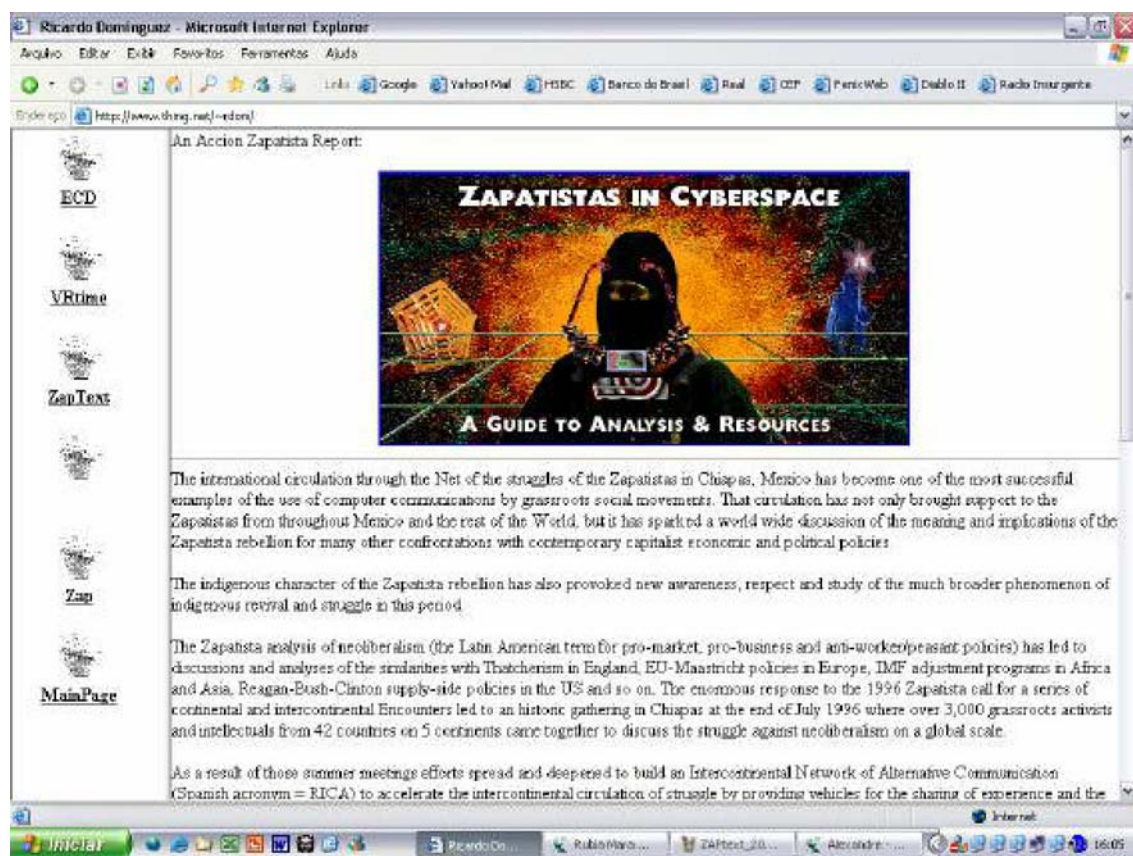 Ricardo Dominguez - Microsoft Internet Explorer
Arquivo Editar Exibir Favoritos Ferramentas Ajuda
Links Google Yahoo! Mail HSBC Banco do Brasil Real CEP FenixWeb Diablo II Radio Insurgente
Endereço http://www.thing.net/~rdom/
An Accion Zapatista Report:
ZAPATISTAS IN CYBERSPACE
A GUIDE TO ANALYSIS & RESOURCES
ECD
VRtime
ZapText
Zap
MainPage
The international circulation through the Net of the struggles of the Zapatistas in Chiapas, Mexico has become one of the most successful
examples of the use of computer communications by grassroots social movements. That circulation has not only brought support to the
Zapatistas from throughout Mexico and the rest of the World, but it has sparked a world wide discussion of the meaning and implications of the
Zapatista rebellion for many other confrontations with contemporary capitalist economic and political policies
The indigenous character of the Zapatista rebellion has also provoked new awareness, respect and study of the much broader phenomenon of
indigenous revival and struggle in this period.
The Zapatista analysis of neoliberalism (the Latin American term for pro-market, pro-business and anti-worker/peasant policies) has led to
discussions and analyses of the similarities with Thatcherism in England, EU-Maastricht policies in Europe, IMF adjustment programs in Africa
and Asia, Reagan-Bush-Clinton supply-side policies in the US and so on. The enormous response to the 1996 Zapatista call for a series of
continental and intercontinental Encounters led to an historic gathering in Chiapas at the end of July 1996 where over 3,000 grassroots activists
and intellectuals from 42 countries on 5 continents came together to discuss the struggle against neoliberalism on a global scale.
As a result of those summer meetings efforts spread and deepened to build an Intercontinental Network of Alternative Communication
(Spanish acronym = RICA) to accelerate the intercontinental circulation of struggle by providing vehicles for the sharing of experience and the
Internet
Iniciar Ricardo Do... Rubio Mara... ZAPtext_20... Alexandre - ... 16:05